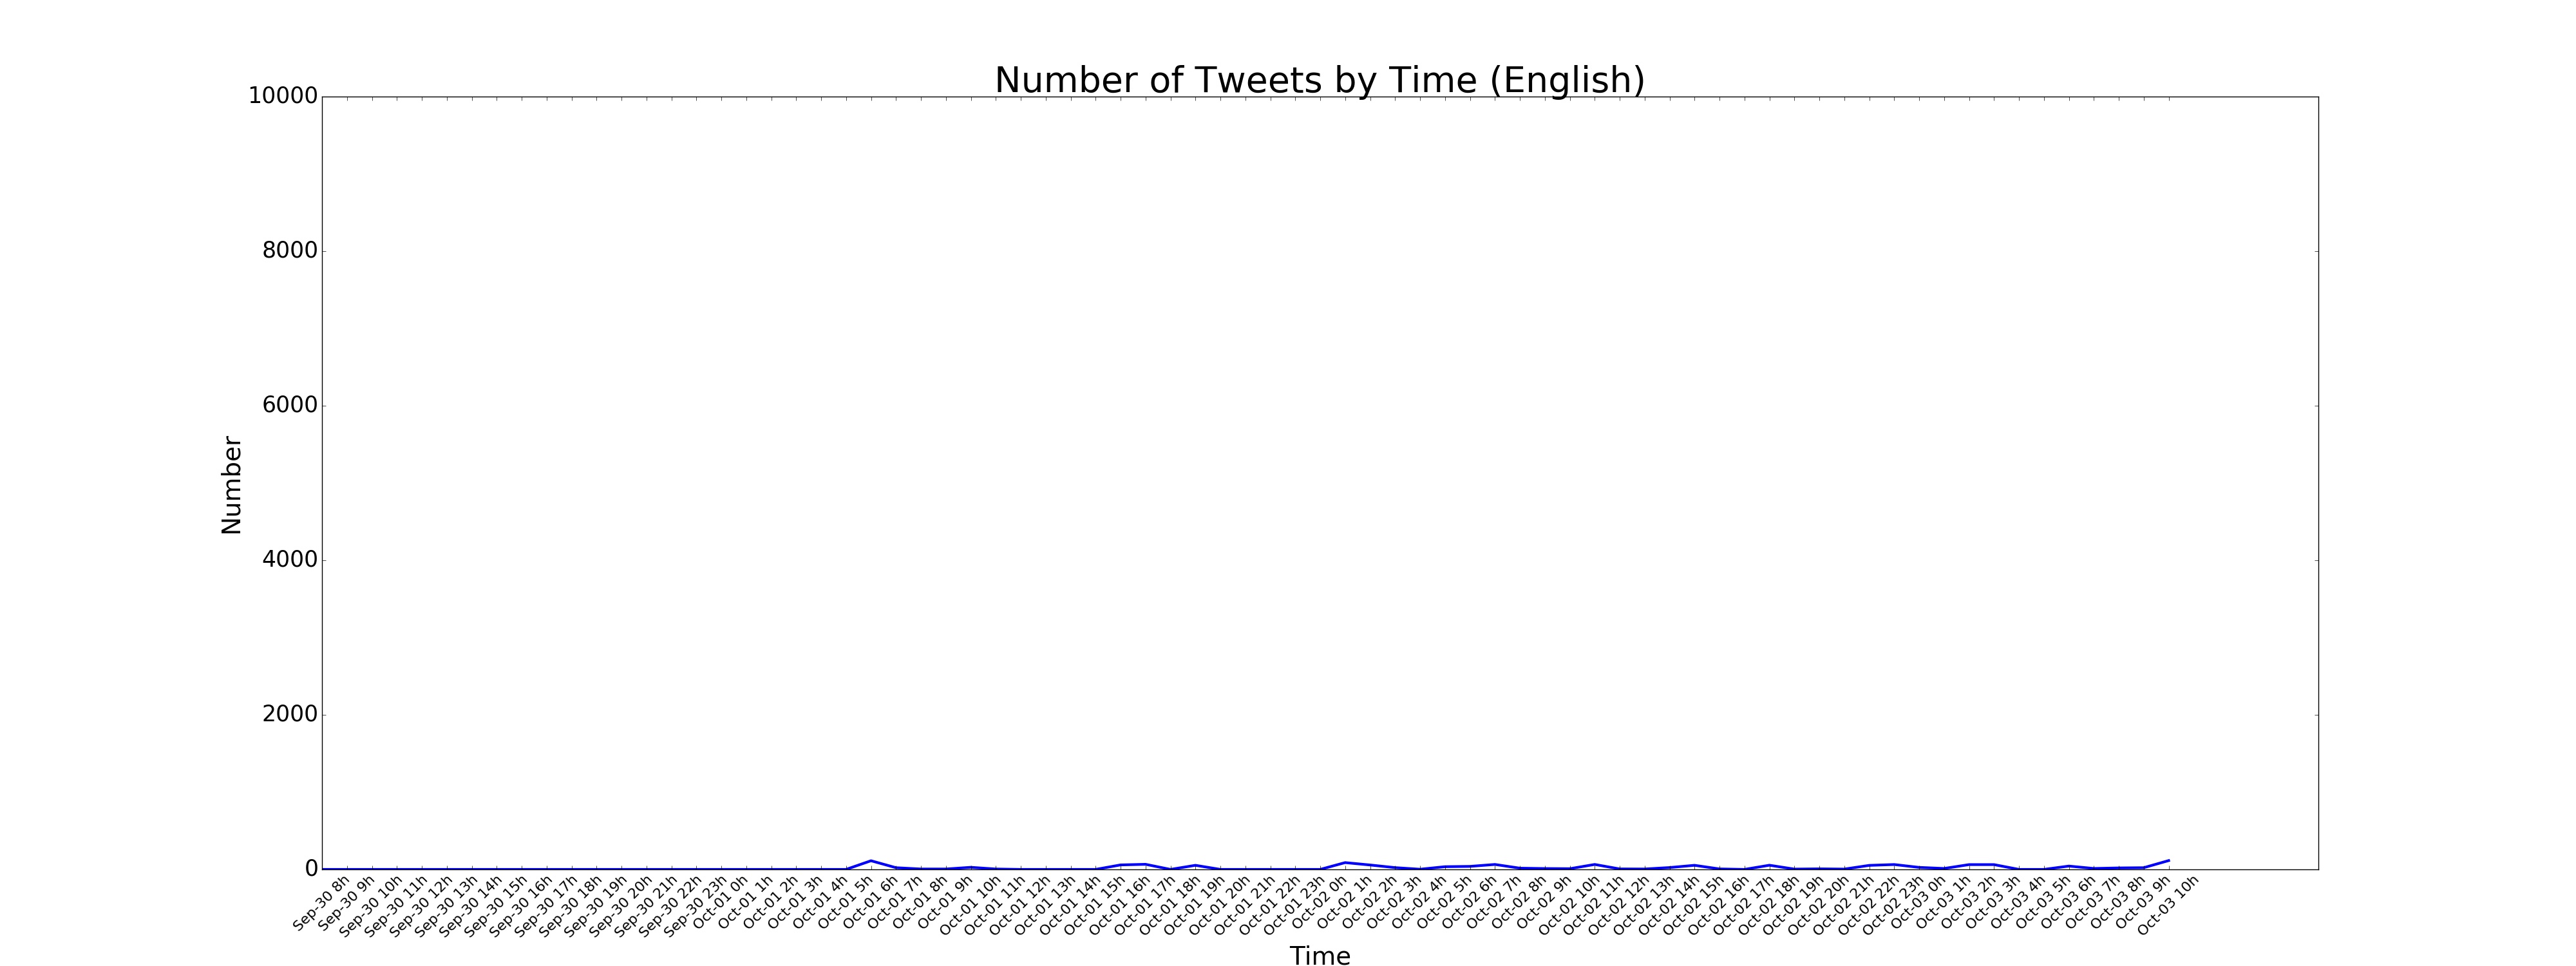 Number of Tweets by Time (English)
10000
8000
6000
4000
2000
0
Number
Sep-30 8h
Sep-30 9h
Sep-30 10h
Sep-30 11h
Sep-30 12h
Sep-30 13h
Sep-30 14h
Sep-30 15h
Sep-30 16h
Sep-30 17h
Sep-30 18h
Sep-30 19h
Sep-30 20h
Sep-30 21h
Sep-30 22h
Sep-30 23h
Oct-01 0h
Oct-01 1h
Oct-01 2h
Oct-01 3h
Oct-01 4h
Oct-01 5h
Oct-01 6h
Oct-01 7h
Oct-01 8h
Oct-01 9h
Oct-01 10h
Oct-01 11h
Oct-01 12h
Oct-01 13h
Oct-01 14h
Oct-01 15h
Oct-01 16h
Oct-01 17h
Oct-01 18h
Oct-01 19h
Oct-01 20h
Oct-01 21h
Oct-01 22h
Oct-01 23h
Oct-02 0h
Oct-02 1h
Oct-02 2h
Oct-02 3h
Oct-02 4h
Oct-02 5h
Oct-02 6h
Oct-02 7h
Oct-02 8h
Oct-02 9h
Oct-02 10h
Oct-02 11h
Oct-02 12h
Oct-02 13h
Oct-02 14h
Oct-02 15h
Oct-02 16h
Oct-02 17h
Oct-02 18h
Oct-02 19h
Oct-02 20h
Oct-02 21h
Oct-02 22h
Oct-02 23h
Oct-03 0h
Oct-03 1h
Oct-03 2h
Oct-03 3h
Oct-03 4h
Oct-03 5h
Oct-03 6h
Oct-03 7h
Oct-03 8h
Oct-03 9h
Oct-03 10h
Time